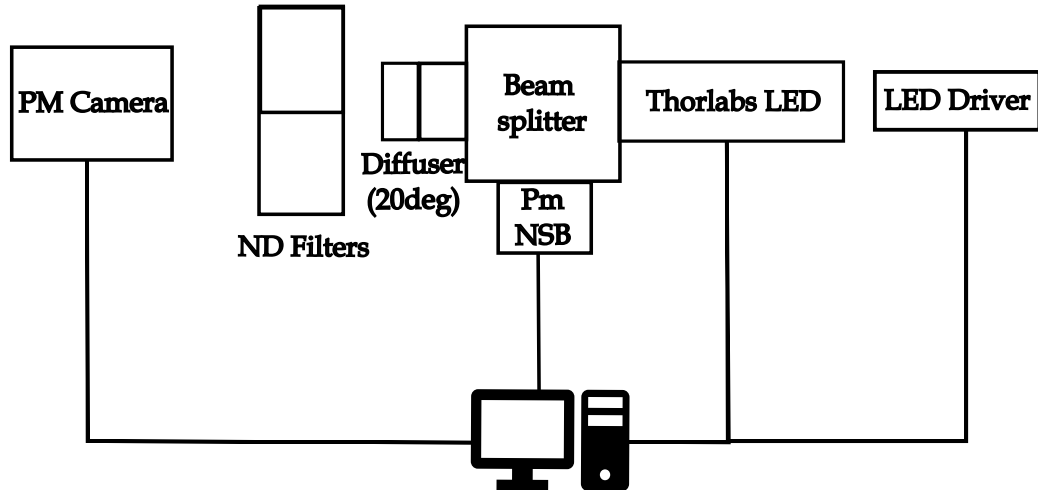 PM Camera
ND Filters
Diffuser
(20deg)
Beam
splitter
Pm
NSB
Thorlabs LED
LED Driver